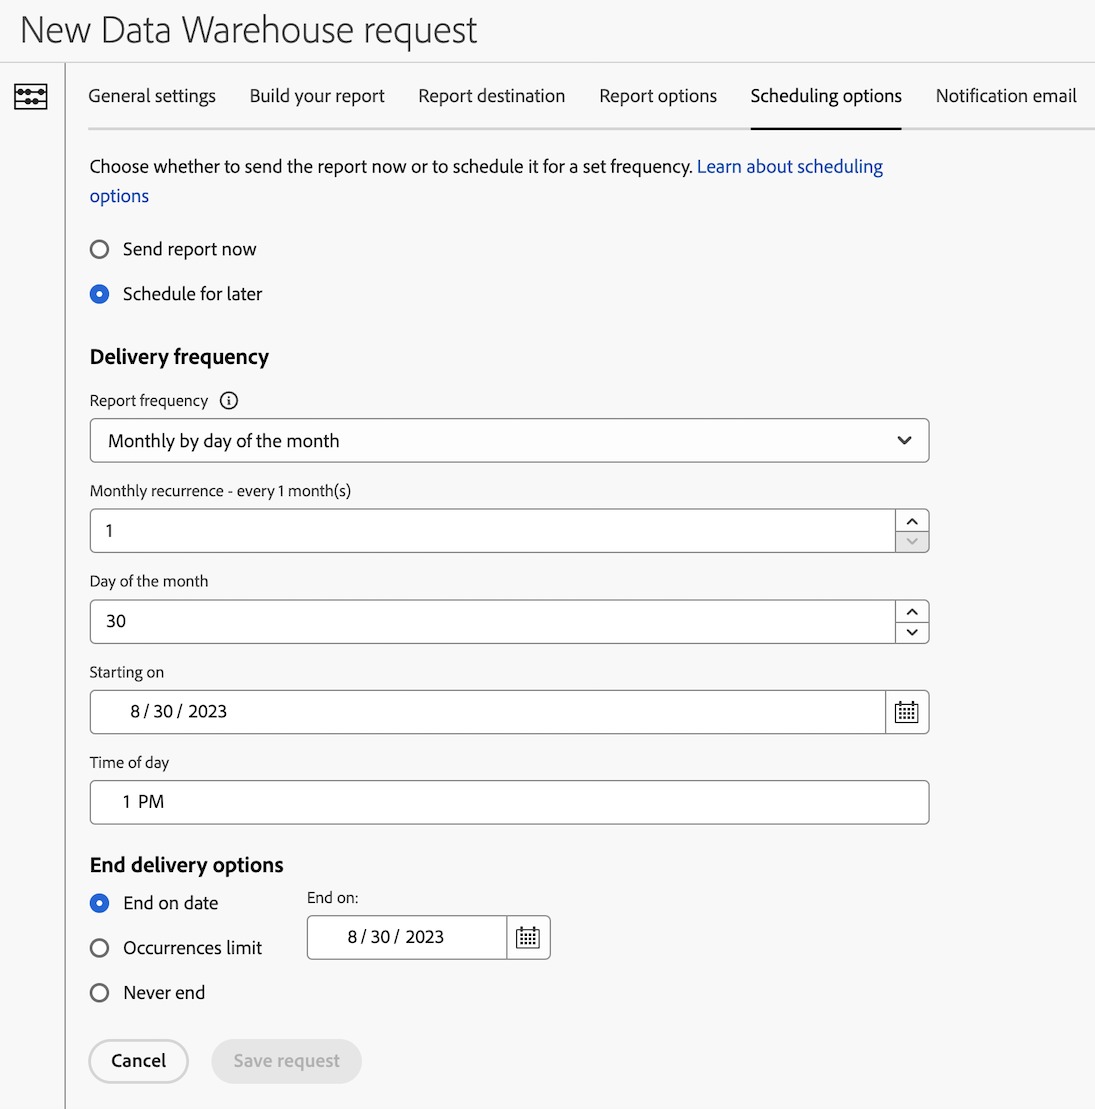 New Data Warehouse request
General settings Build your report Report destination Report options Scheduling options Notification email
Choose whether to send the report now or to schedule it for a set frequency. Learn about scheduling
options
Send report now
Schedule for later
Delivery frequency
Report frequency
Monthly by day of the month
Monthly recurrence - every 1 month(s)
1
Day of the month
30
Starting on
8 / 30 / 2023
Time of day
1 PM
End delivery options
End on date
End on:
8 / 30 / 2023
Occurrences limit
Never end
Cancel Save request